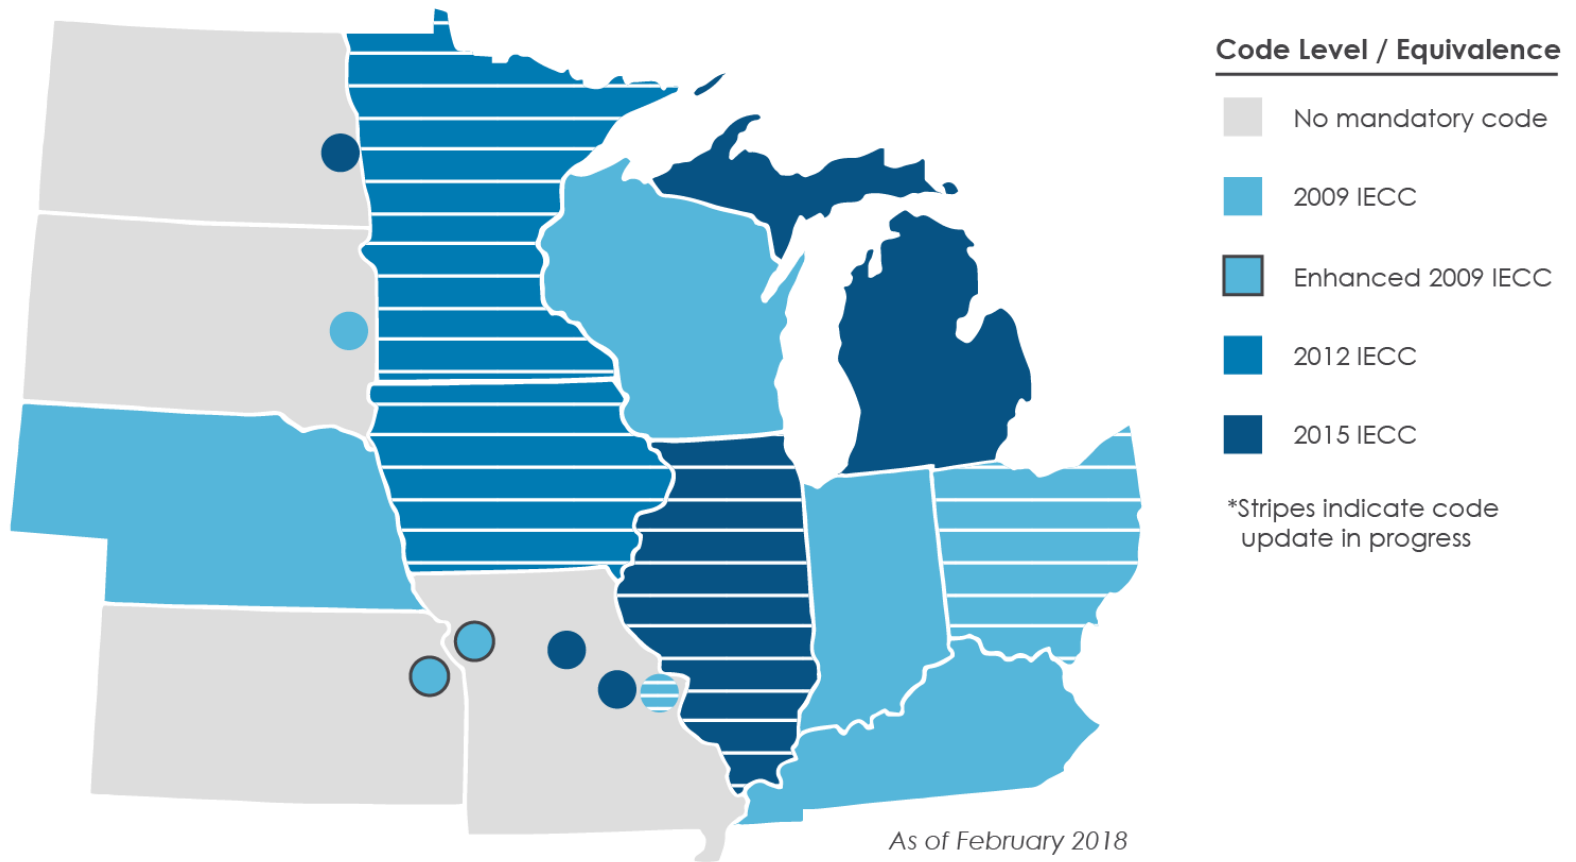 Code Level / Equivalence
No mandatory code
2009 IECC
Enhanced 2009 IECC
2012 IECC
2015 IECC
*Stripes indicate code
update in progress
As of February 2018